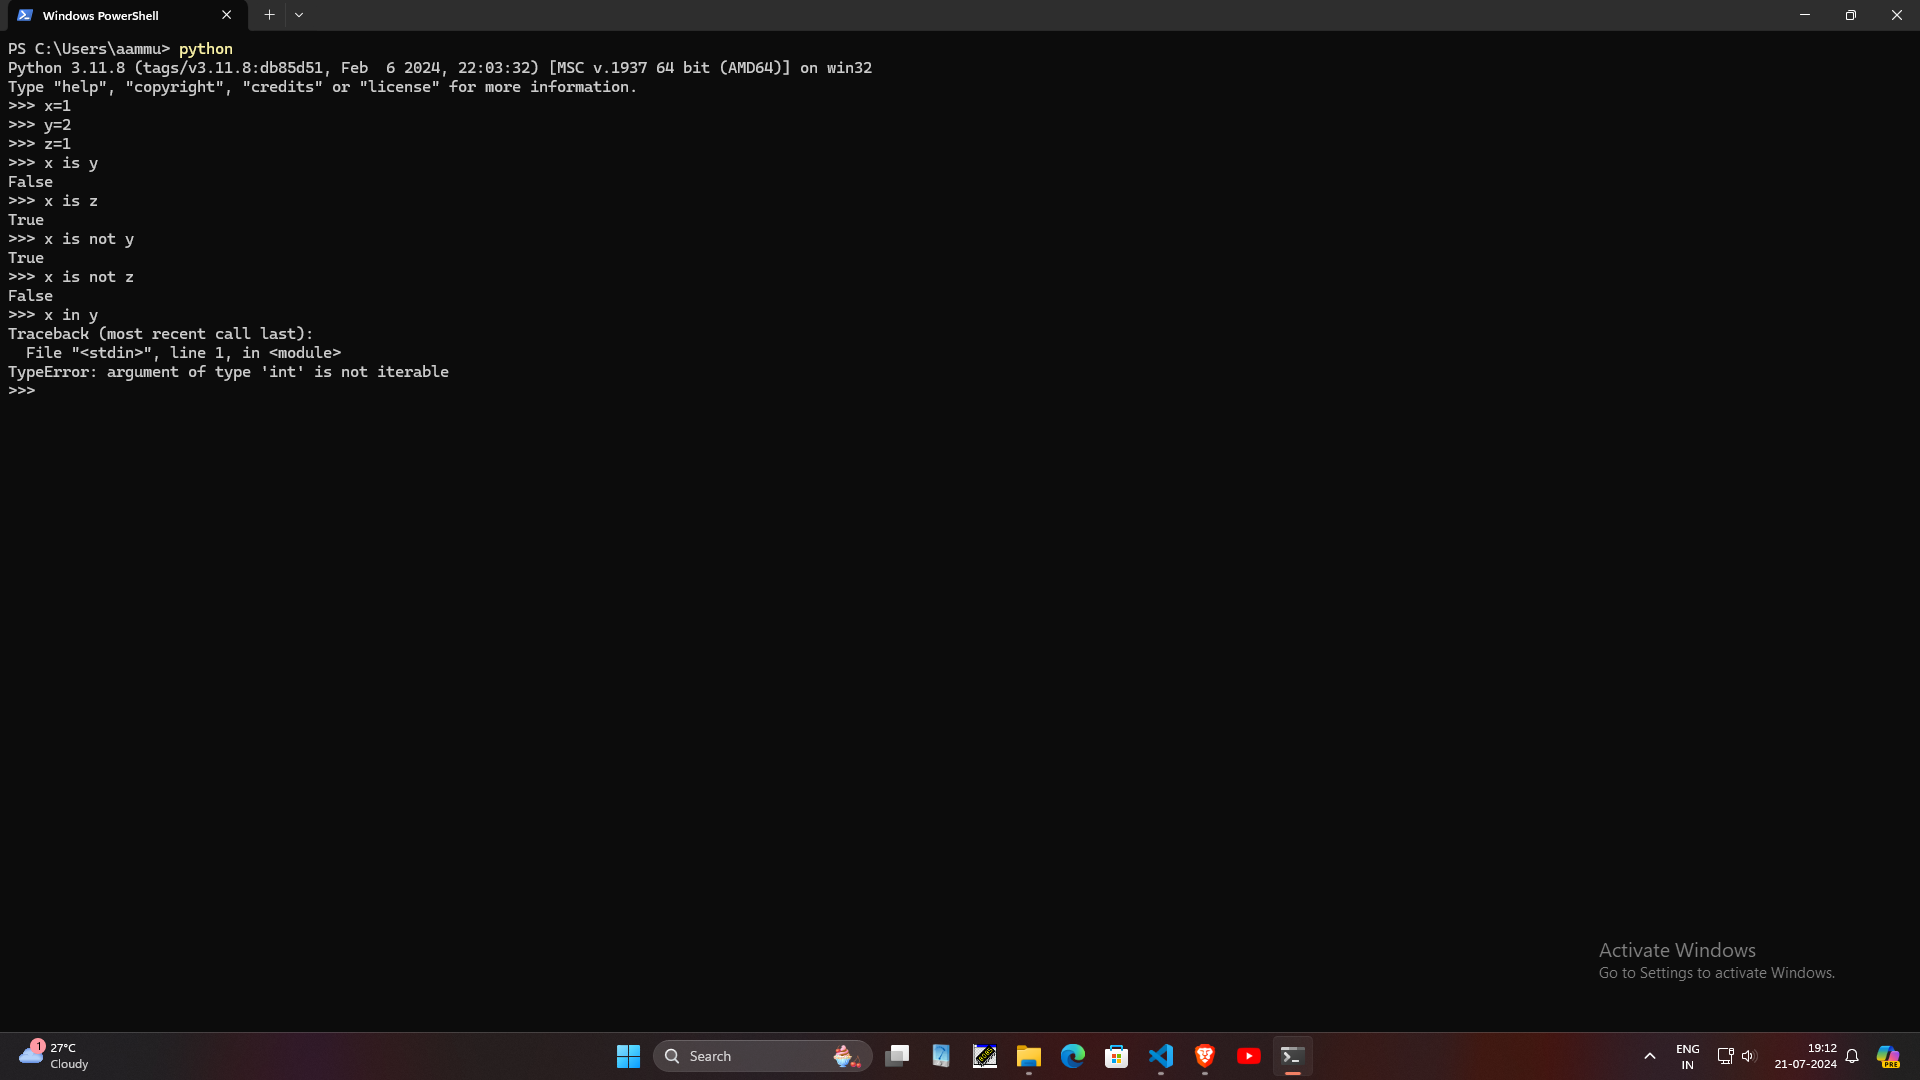 Windows PowerShell
PS C:\Users\aammu> python
Python 3.11.8 (tags/v3.11.8:db85d51, Feb  6 2024, 22:03:32) [MSC v.1937 64 bit (AMD64)] on win32
Type "help", "copyright", "credits" or "license" for more information.
>>> x=1
>>> y=2
>>> z=1
>>> x is y
False
>>> x is z
True
>>> x is not y
True
>>> x is not z
False
>>> x in y
Traceback (most recent call last):
  File "<stdin>", line 1, in <module>
TypeError: argument of type 'int' is not iterable
>>>
Activate Windows
Go to Settings to activate Windows.
1
27°C
Cloudy
Search
ENG
IN
19:12
21-07-2024
PRE